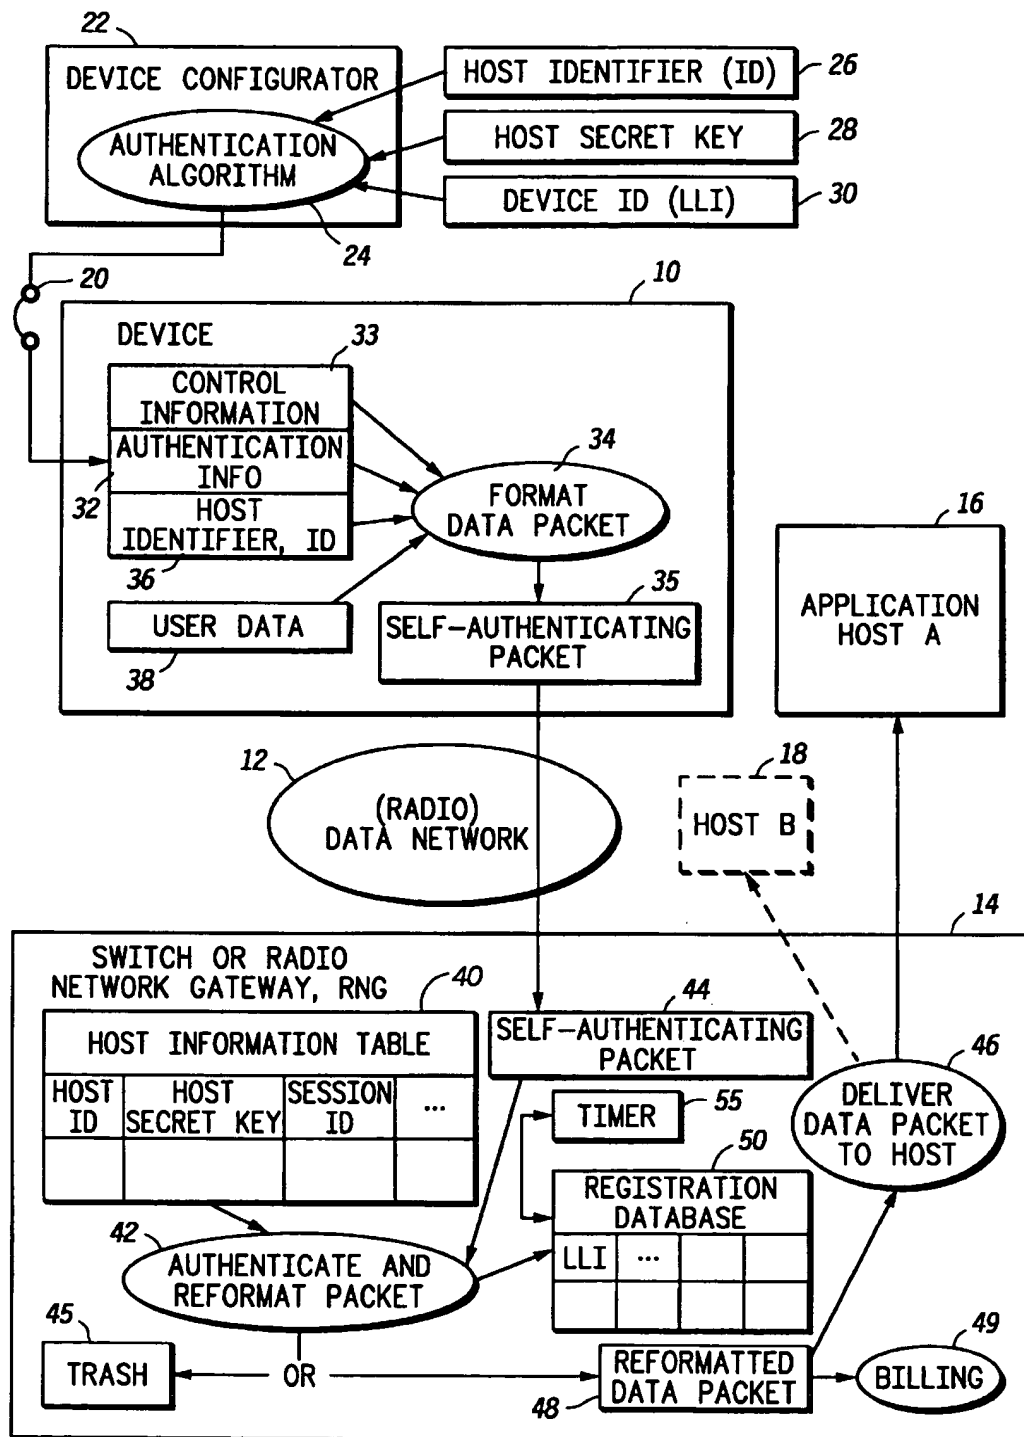 22
DEVICE CONFIGURATOR
AUTHENTICATION
ALGORITHM
24
HOST IDENTIFIER (ID)
26
HOST SECRET KEY
28
DEVICE ID (LLI)
30
20
10
DEVICE
33
CONTROL
INFORMATION
AUTHENTICATION
INFO
32
HOST
IDENTIFIER, ID
36
USER DATA
38
34
FORMAT
DATA PACKET
35
SELF-AUTHENTICATING
PACKET
16
APPLICATION
HOST A
12
(RADIO)
DATA NETWORK
18
HOST B
14
SWITCH OR RADIO
NETWORK GATEWAY, RNG
40
HOST INFORMATION TABLE
HOST
ID
HOST
SECRET KEY
SESSION
ID
...
44
SELF-AUTHENTICATING
PACKET
TIMER
55
50
REGISTRATION
DATABASE
LLI
...
46
DELIVER
DATA PACKET
TO HOST
42
AUTHENTICATE AND
REFORMAT PACKET
45
TRASH
OR
REFORMATTED
DATA PACKET
48
49
BILLING